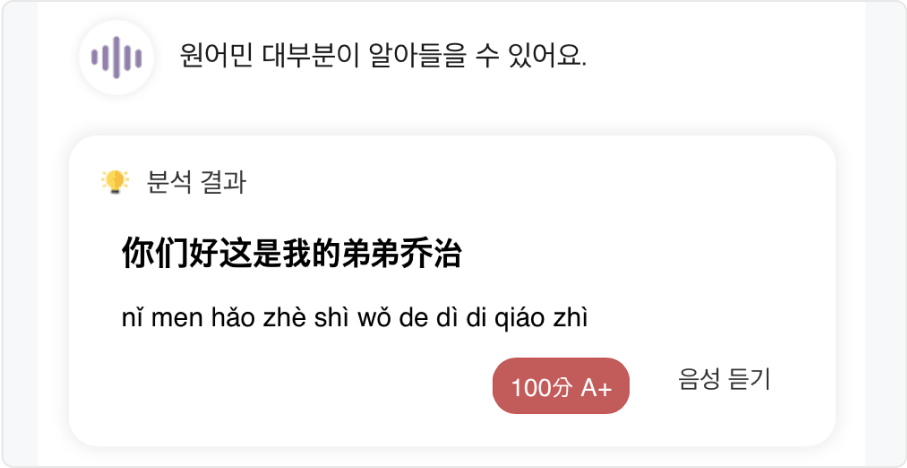 원어민 대부분이 알아들을 수 있어요.
분석 결과
你们好这是我的弟弟乔治
nǐ men hǎo zhè shì wǒ de dì di qiáo zhì
100分 A+
음성 듣기